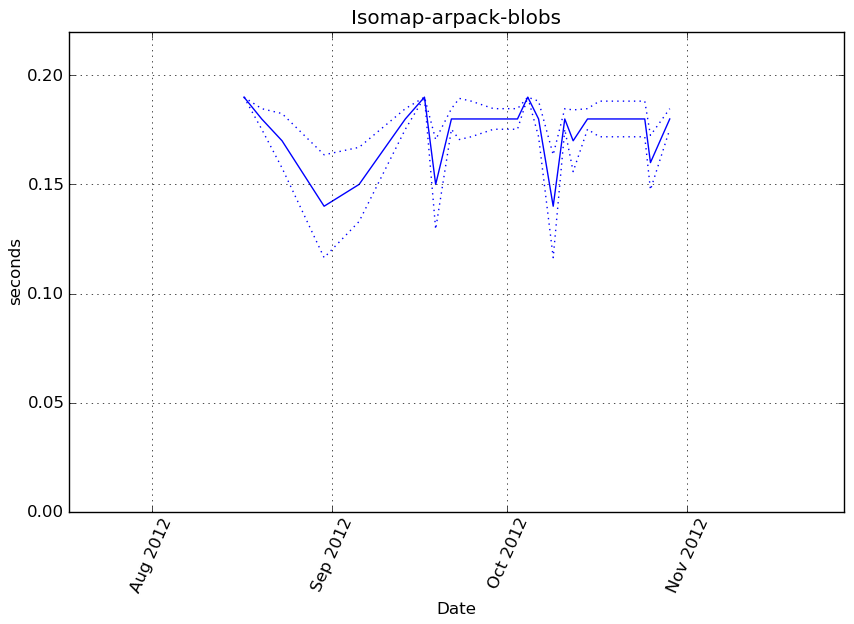 Isomap-arpack-blobs
0.20
0.15
0.10
0.05
0.00
seconds
Aug 2012
Sep 2012
Oct 2012
Nov 2012
Date